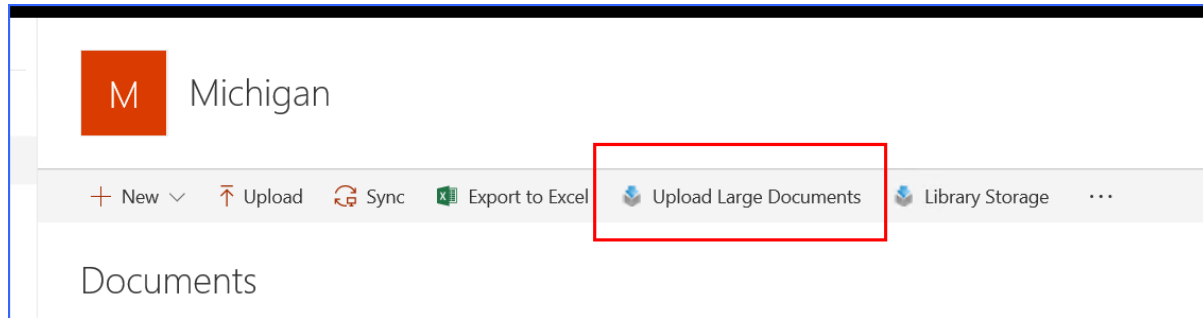 M Michigan
New Upload Sync Export to Excel Upload Large Documents Library Storage ...
Documents